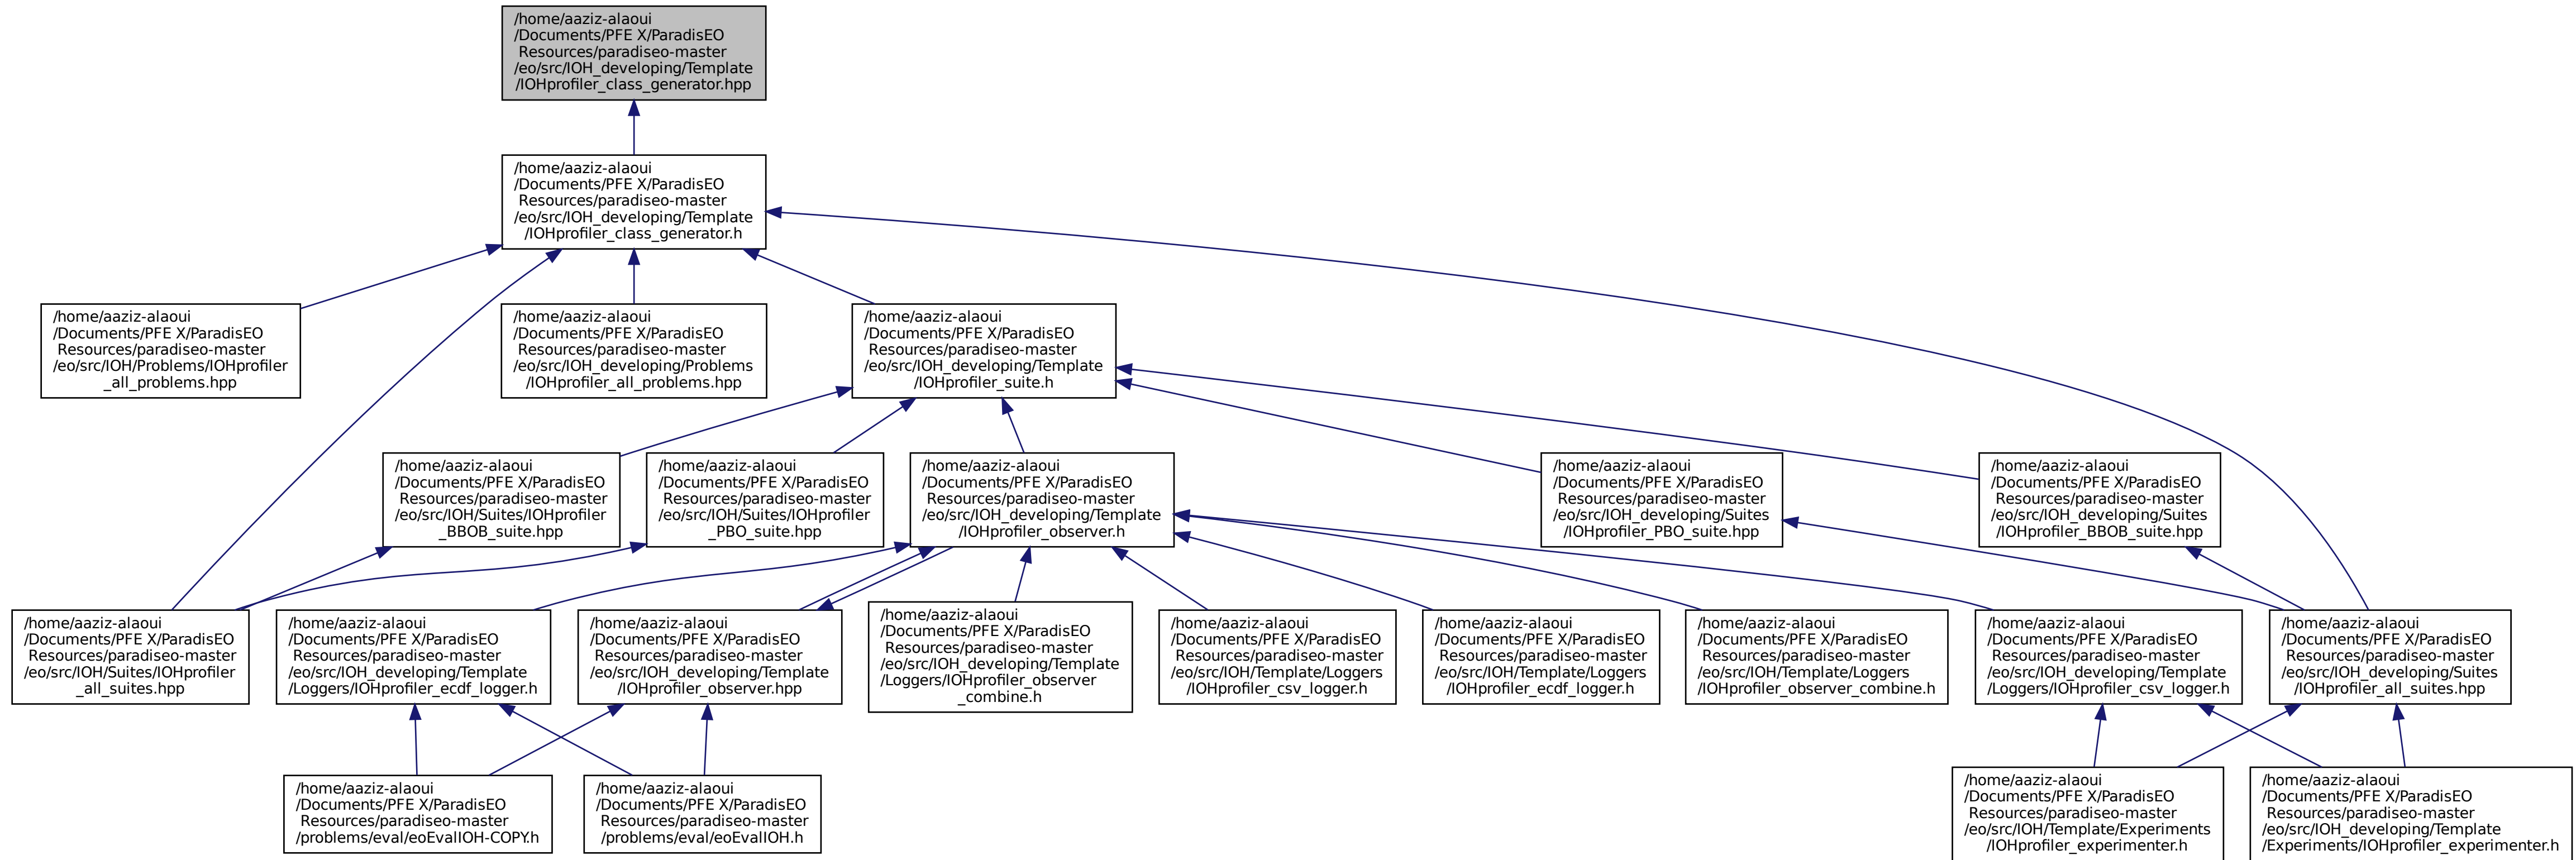 /home/aaziz-alaoui
/Documents/PFE X/ParadisEO
Resources/paradiseo-master
/eo/src/IOH_developing/Template
/IOHprofiler_class_generator.hpp
/home/aaziz-alaoui
/Documents/PFE X/ParadisEO
Resources/paradiseo-master
/eo/src/IOH_developing/Template
/IOHprofiler_class_generator.h
/home/aaziz-alaoui
/Documents/PFE X/ParadisEO
Resources/paradiseo-master
/eo/src/IOH/Problems/IOHprofiler
_all_problems.hpp
/home/aaziz-alaoui
/Documents/PFE X/ParadisEO
Resources/paradiseo-master
/eo/src/IOH_developing/Problems
/IOHprofiler_all_problems.hpp
/home/aaziz-alaoui
/Documents/PFE X/ParadisEO
Resources/paradiseo-master
/eo/src/IOH_developing/Template
/IOHprofiler_suite.h
/home/aaziz-alaoui
/Documents/PFE X/ParadisEO
Resources/paradiseo-master
/eo/src/IOH/Suites/IOHprofiler
_BBOB_suite.hpp
/home/aaziz-alaoui
/Documents/PFE X/ParadisEO
Resources/paradiseo-master
/eo/src/IOH/Suites/IOHprofiler
_PBO_suite.hpp
/home/aaziz-alaoui
/Documents/PFE X/ParadisEO
Resources/paradiseo-master
/eo/src/IOH_developing/Template
/IOHprofiler_observer.h
/home/aaziz-alaoui
/Documents/PFE X/ParadisEO
Resources/paradiseo-master
/eo/src/IOH_developing/Suites
/IOHprofiler_PBO_suite.hpp
/home/aaziz-alaoui
/Documents/PFE X/ParadisEO
Resources/paradiseo-master
/eo/src/IOH_developing/Suites
/IOHprofiler_BBOB_suite.hpp
/home/aaziz-alaoui
/Documents/PFE X/ParadisEO
Resources/paradiseo-master
/eo/src/IOH/Suites/IOHprofiler
_all_suites.hpp
/home/aaziz-alaoui
/Documents/PFE X/ParadisEO
Resources/paradiseo-master
/eo/src/IOH_developing/Template
/Loggers/IOHprofiler_ecdf_logger.h
/home/aaziz-alaoui
/Documents/PFE X/ParadisEO
Resources/paradiseo-master
/eo/src/IOH_developing/Template
/IOHprofiler_observer.hpp
/home/aaziz-alaoui
/Documents/PFE X/ParadisEO
Resources/paradiseo-master
/eo/src/IOH_developing/Template
/Loggers/IOHprofiler_observer
_combine.h
/home/aaziz-alaoui
/Documents/PFE X/ParadisEO
Resources/paradiseo-master
/eo/src/IOH/Template/Loggers
/IOHprofiler_csv_logger.h
/home/aaziz-alaoui
/Documents/PFE X/ParadisEO
Resources/paradiseo-master
/eo/src/IOH/Template/Loggers
/IOHprofiler_ecdf_logger.h
/home/aaziz-alaoui
/Documents/PFE X/ParadisEO
Resources/paradiseo-master
/eo/src/IOH/Template/Loggers
/IOHprofiler_observer_combine.h
/home/aaziz-alaoui
/Documents/PFE X/ParadisEO
Resources/paradiseo-master
/eo/src/IOH_developing/Template
/Loggers/IOHprofiler_csv_logger.h
/home/aaziz-alaoui
/Documents/PFE X/ParadisEO
Resources/paradiseo-master
/eo/src/IOH_developing/Suites
/IOHprofiler_all_suites.hpp
/home/aaziz-alaoui
/Documents/PFE X/ParadisEO
Resources/paradiseo-master
/problems/eval/eoEvalIOH-COPY.h
/home/aaziz-alaoui
/Documents/PFE X/ParadisEO
Resources/paradiseo-master
/problems/eval/eoEvalIOH.h
/home/aaziz-alaoui
/Documents/PFE X/ParadisEO
Resources/paradiseo-master
/eo/src/IOH/Template/Experiments
/IOHprofiler_experimenter.h
/home/aaziz-alaoui
/Documents/PFE X/ParadisEO
Resources/paradiseo-master
/eo/src/IOH_developing/Template
/Experiments/IOHprofiler_experimenter.h